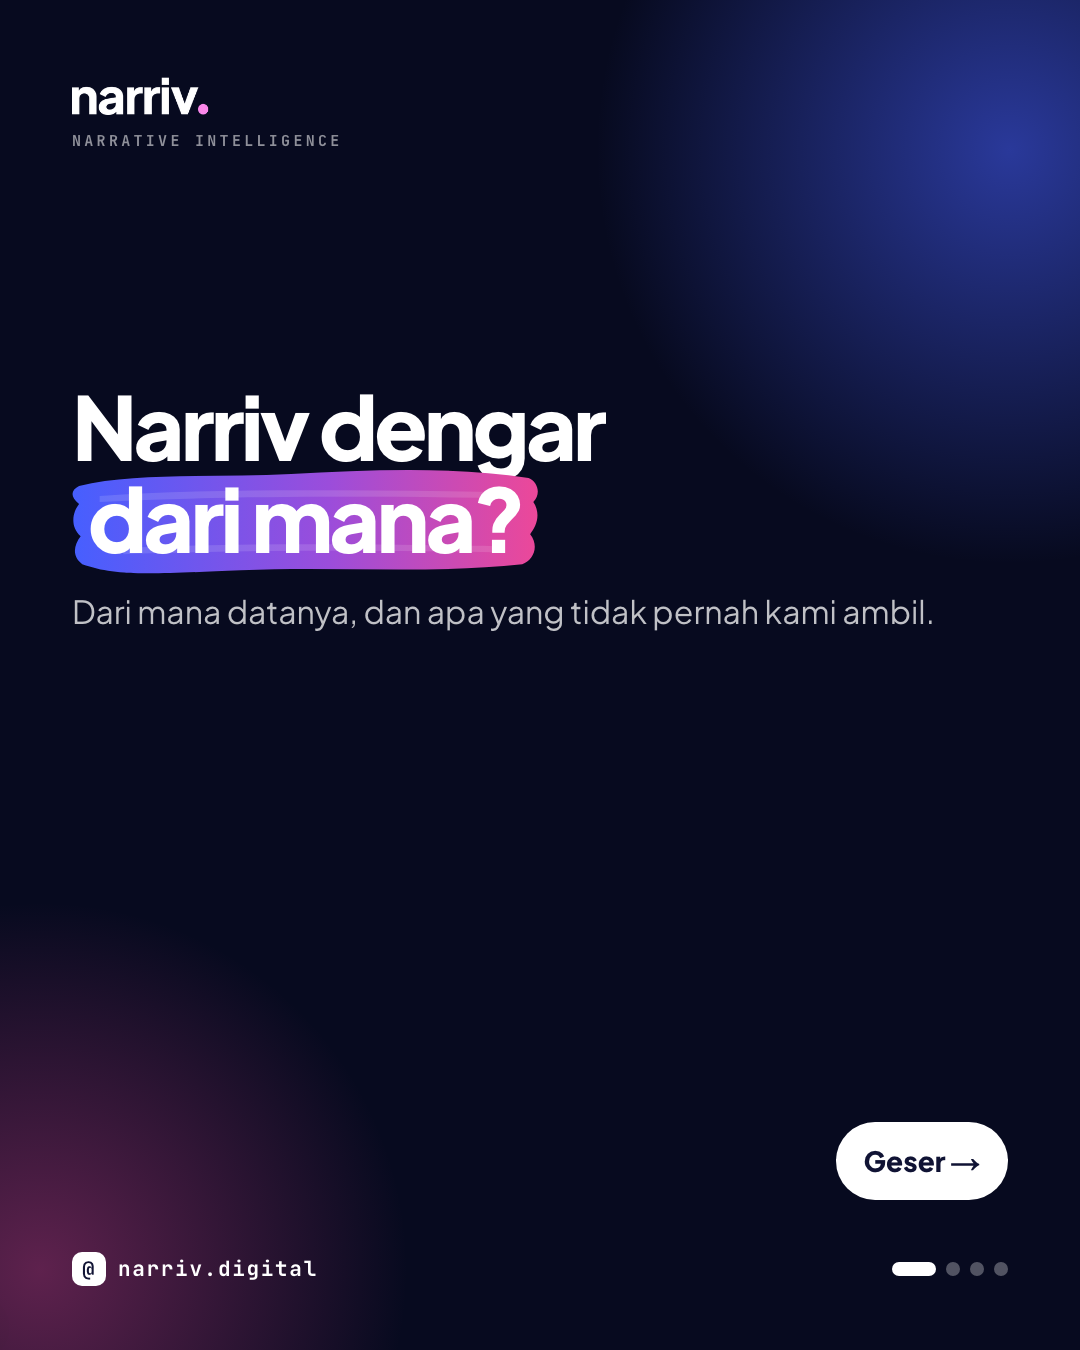 narriv.
NARRATIVE INTELLIGENCE
Narriv dengar
dari mana?
Dari mana datanya, dan apa yang tidak pernah kami ambil.
Geser →
@ narriv.digital